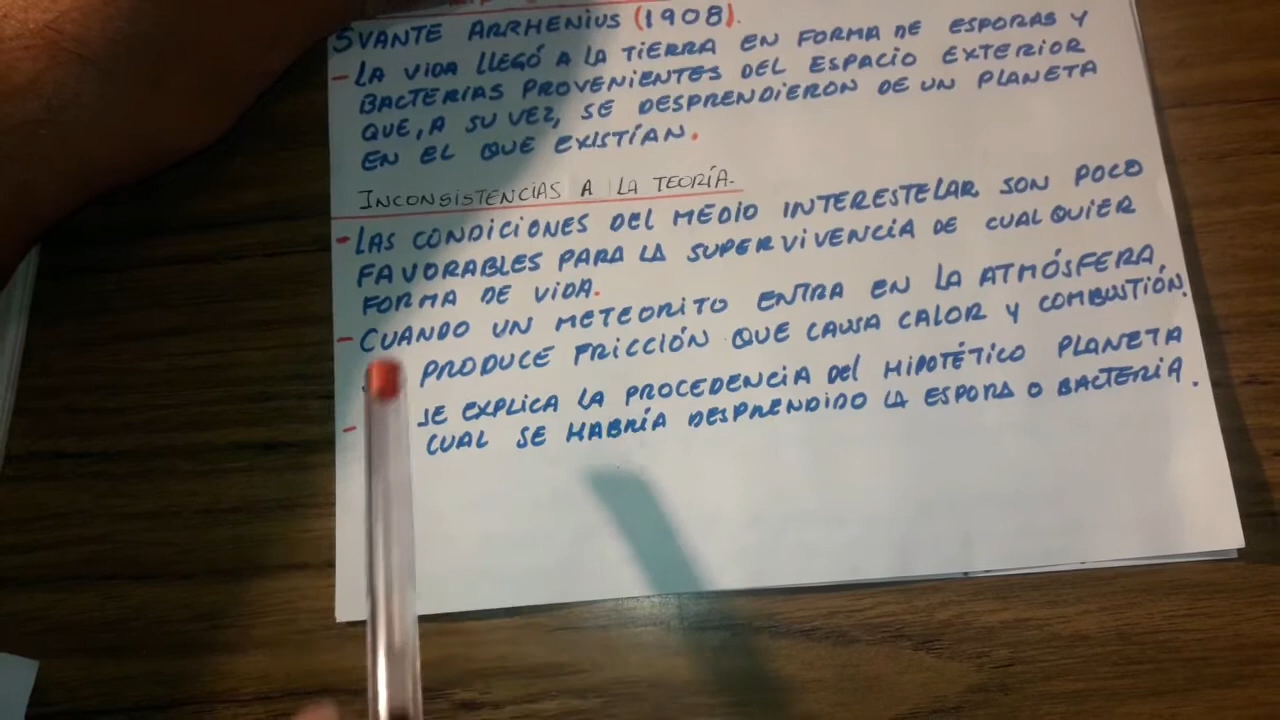 SVANTE ARRHENIUS (1908).
- LA VIDA LLEGÓ A LA TIERRA EN FORMA DE ESPORAS Y
BACTERIAS PROVENIENTES DEL ESPACIO EXTERIOR
QUE, A SU VEZ, SE DESPRENDIERON DE UN PLANETA
EN EL QUE EXISTÍAN.
INCONSISTENCIAS A LA TEORÍA.
- LAS CONDICIONES DEL MEDIO INTERESTELAR SON POCO
FAVORABLES PARA LA SUPERVIVENCIA DE CUALQUIER
FORMA DE VIDA.
- CUANDO UN METEORITO ENTRA EN LA ATMÓSFERA,
PRODUCE FRICCIÓN QUE CAUSA CALOR Y COMBUSTIÓN.
- SE EXPLICA LA PROCEDENCIA DEL HIPOTÉTICO PLANETA
CUAL SE HABRÍA DESPRENDIDO LA ESPORA O BACTERIA.